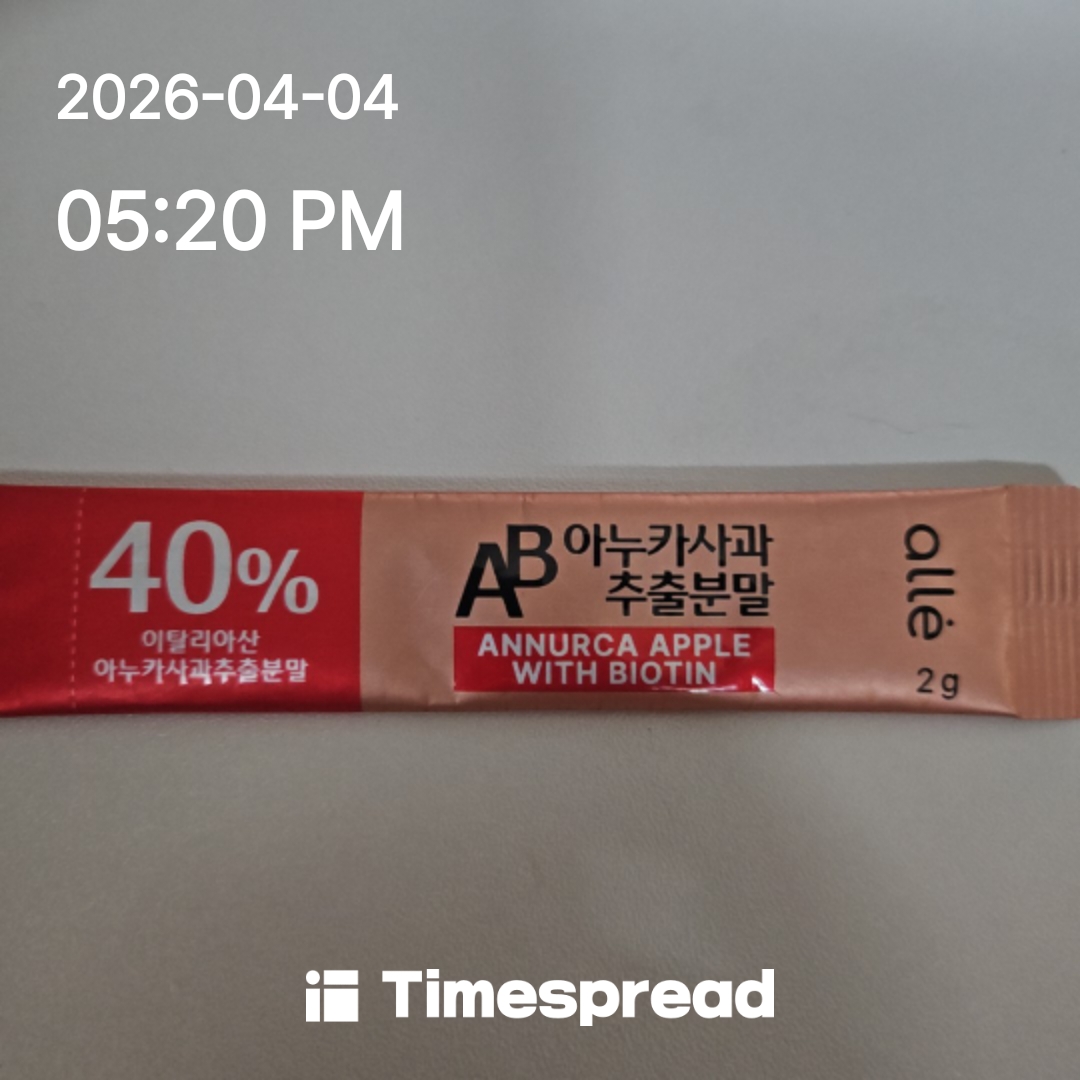 2026-04-04
05:20 PM
40%
이탈리아산
아누카사과추출분말
AB 아누카사과
추출분말
ANNURCA APPLE
WITH BIOTIN
allė
2g
Timespread